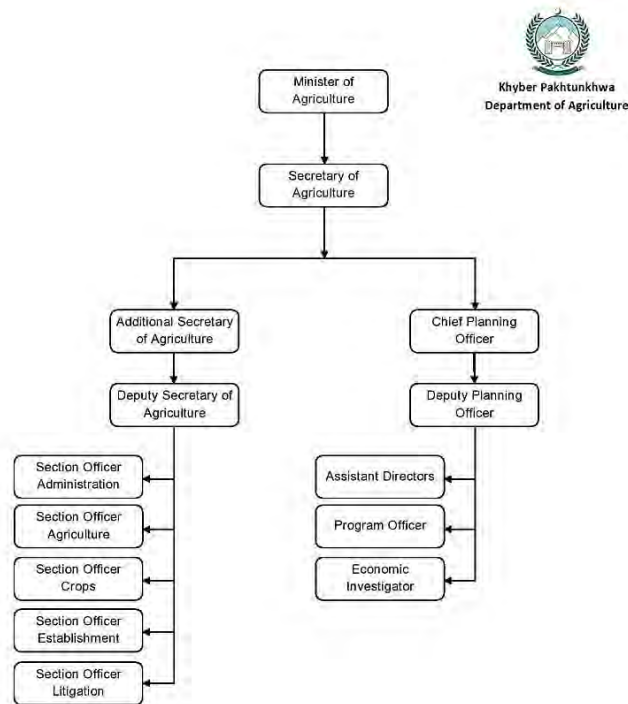 Khyber Pakhtunkhwa
Department of Agriculture
Minister of
Agriculture
Secretary of
Agriculture
Additional Secretary
of Agriculture
Chief Planning
Officer
Deputy Secretary of
Agriculture
Deputy Planning
Officer
Section Officer
Administration
Section Officer
Agriculture
Section Officer
Crops
Section Officer
Establishment
Section Officer
Litigation
Assistant Directors
Program Officer
Economic
Investigator